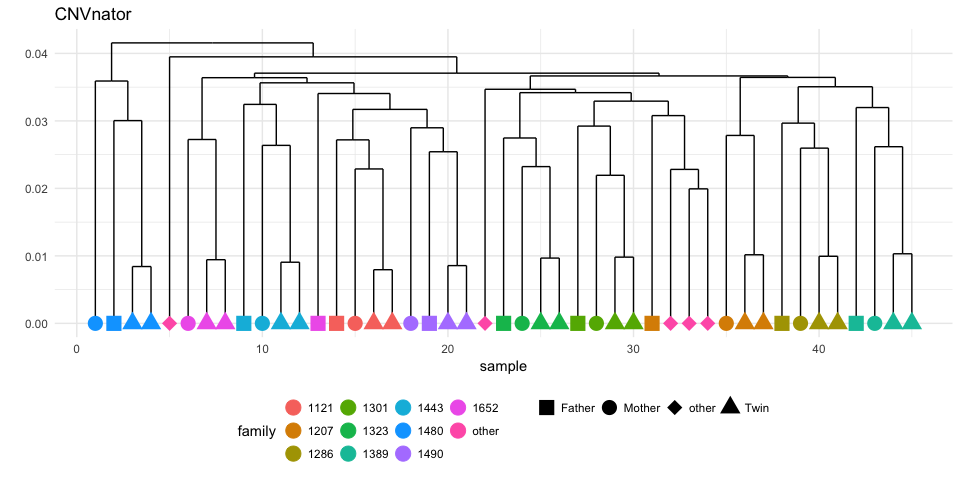 CNVnator
0.04
0.03
0.02
0.01
0.00
0 10 20 30 40
sample
family
1121 1301 1443 1652
1207 1323 1480 other
1286 1389 1490
Father Mother other Twin